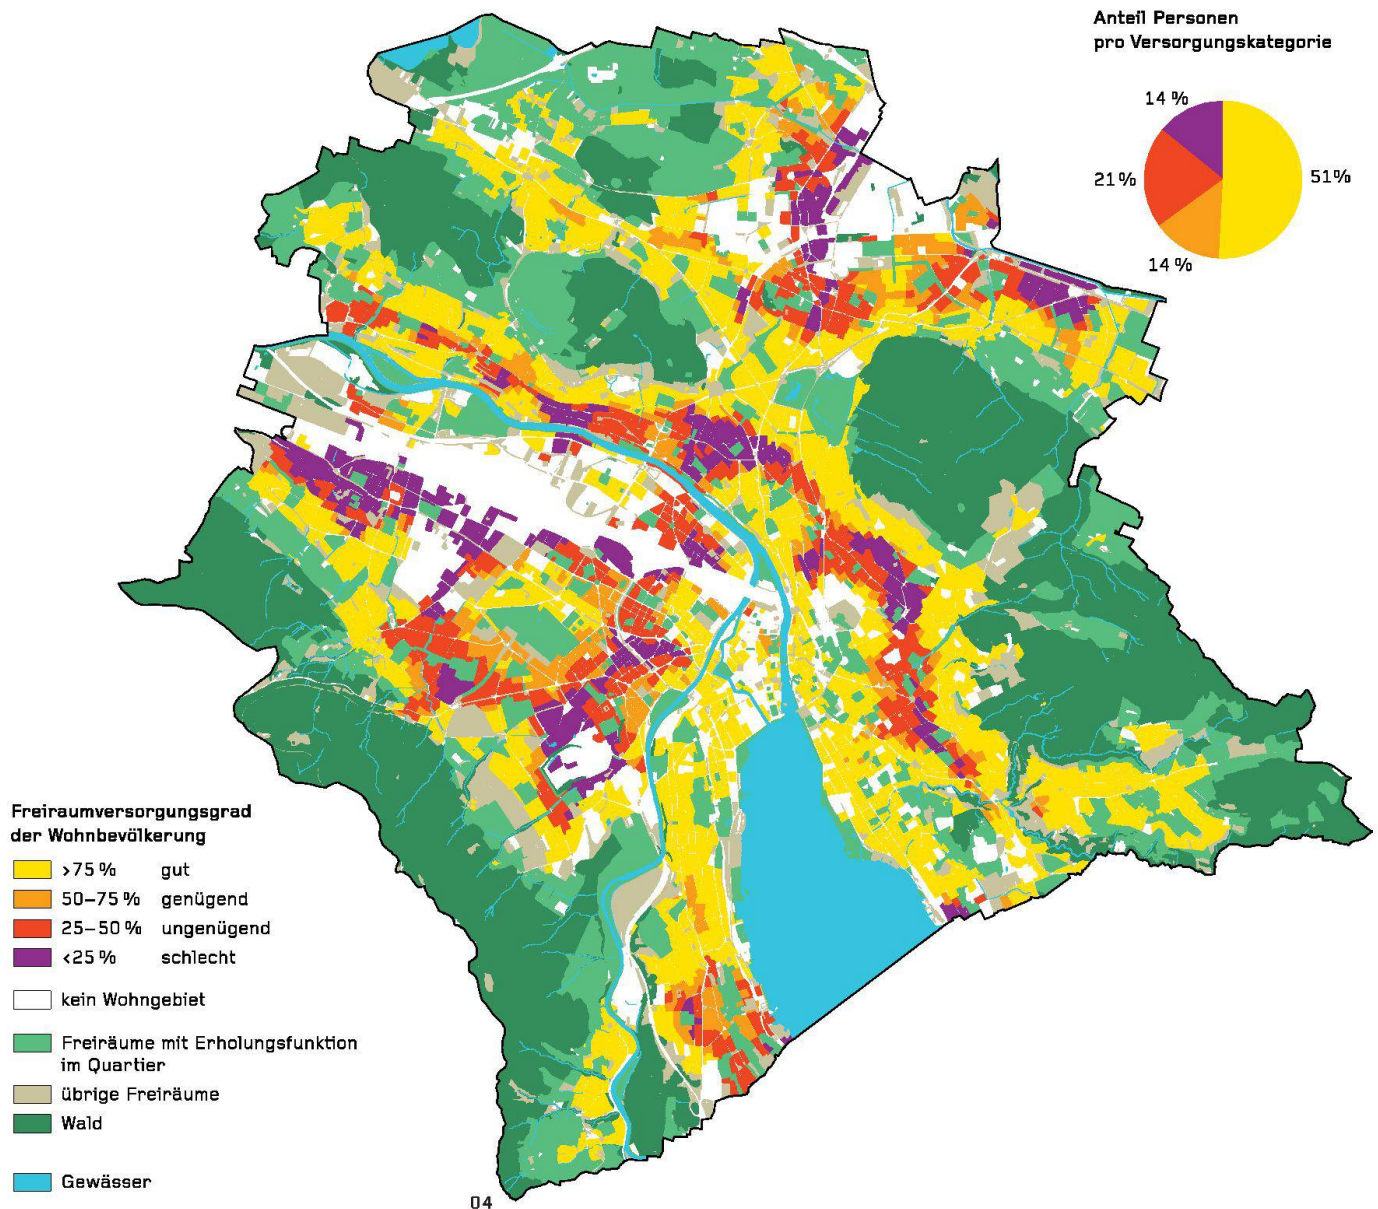 Anteil Personen
pro Versorgungskategorie
14 %
51%
21%
14 %
Freiraumversorgungsgrad
der Wohnbevölkerung
>75 % gut
50–75 % genügend
25–50 % ungenügend
<25 % schlecht
kein Wohngebiet
Freiräume mit Erholungsfunktion
im Quartier
übrige Freiräume
Wald
Gewässer
04